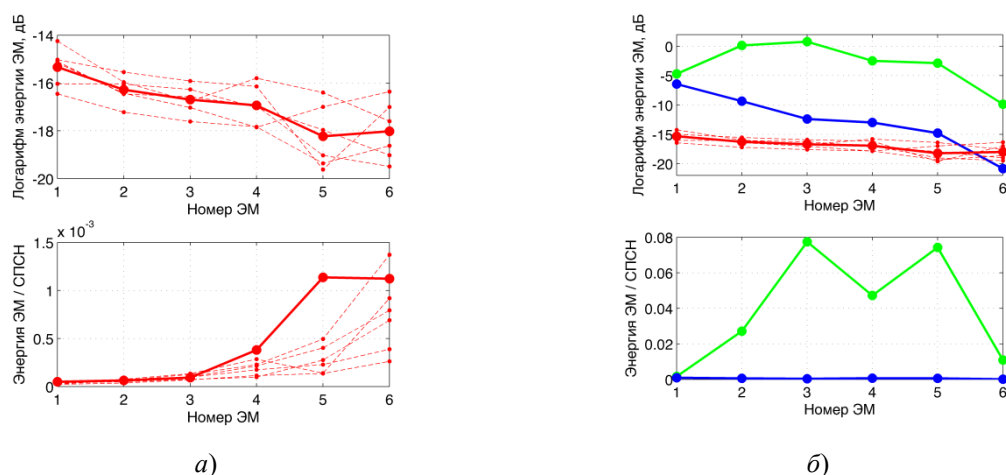 Логарифм энергии ЭМ, дБ
-14
-16
-18
-20
1 2 3 4 5 6
Номер ЭМ
Энергия ЭМ / СПСН
x 10^-3
1.5
1
0.5
0
1 2 3 4 5 6
Номер ЭМ
а)
Логарифм энергии ЭМ, дБ
0
-5
-10
-15
-20
1 2 3 4 5 6
Номер ЭМ
Энергия ЭМ / СПСН
0.08
0.06
0.04
0.02
0
1 2 3 4 5 6
Номер ЭМ
б)